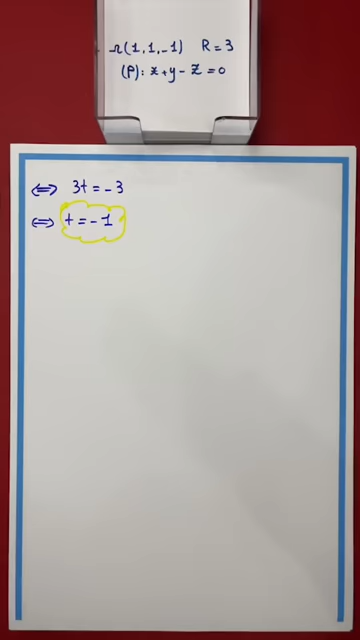 Ω(1,1,-1) R=3
(P): x+y-z=0
⇔ 3t=-3
⇔ t=-1